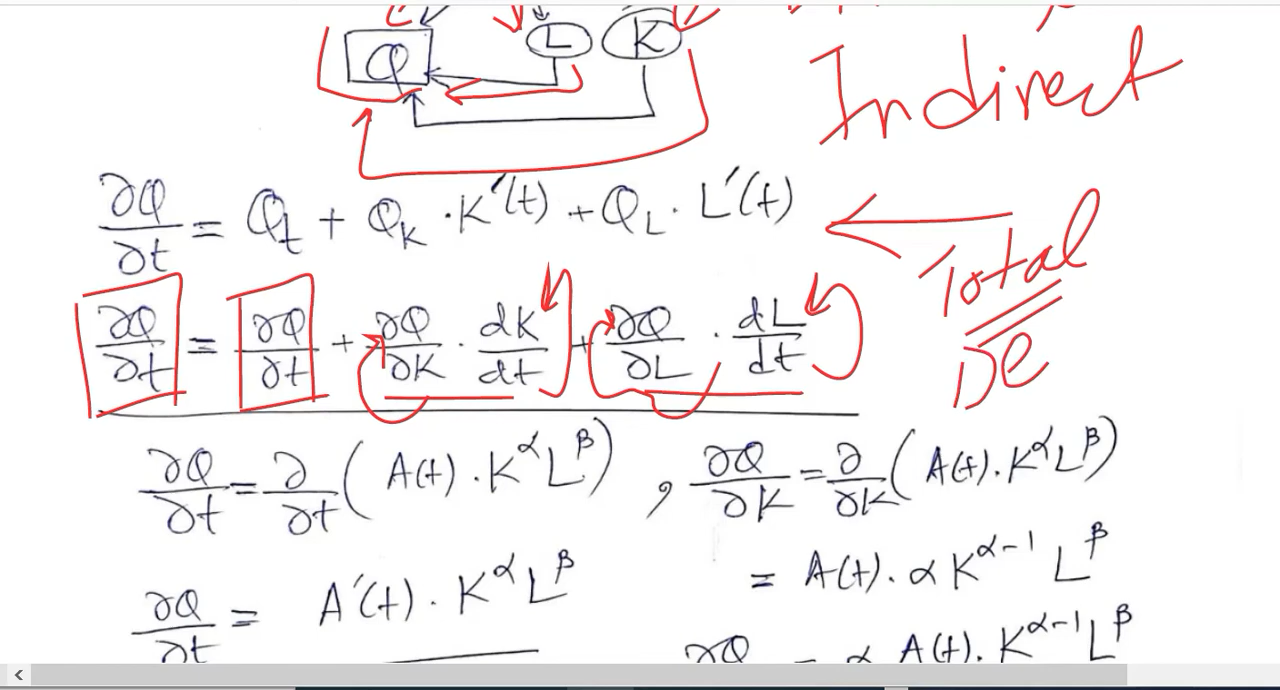 Q L K
Indirect
∂Q/∂t = Q_t + Q_K · K′(t) + Q_L · L′(t)
Total
DE
∂Q/∂t = ∂Q/∂t + ∂Q/∂K · dK/dt + ∂Q/∂L · dL/dt
∂Q/∂t = ∂/∂t (A(t) · K^α L^β) , ∂Q/∂K = ∂/∂K (A(t) · K^α L^β)
= A(t) · α K^(α-1) L^β
∂Q/∂t = A′(t) · K^α L^β
∂Q = α A(t) · K^(α-1) L^β